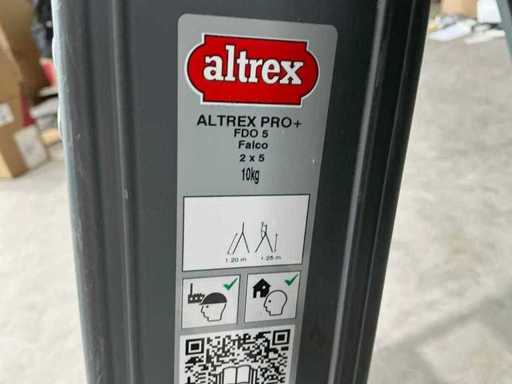 altrex
ALTREX PRO+
FDO 5
Falco
2 x 5
10kg
1.20 m. 1.25 m.